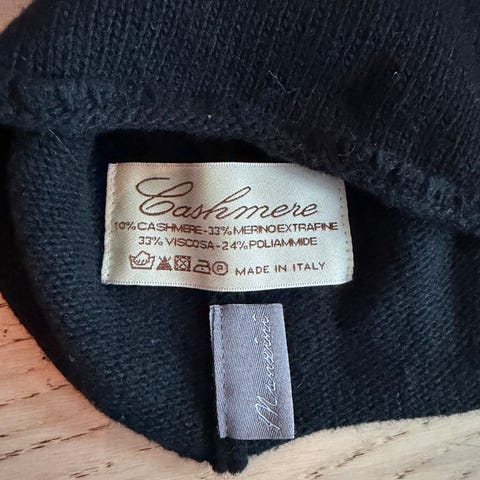 Cashmere
10% CASHMERE-33% MERINO EXTRAFINE
33% VISCOSA-24% POLIAMMIDE
MADE IN ITALY